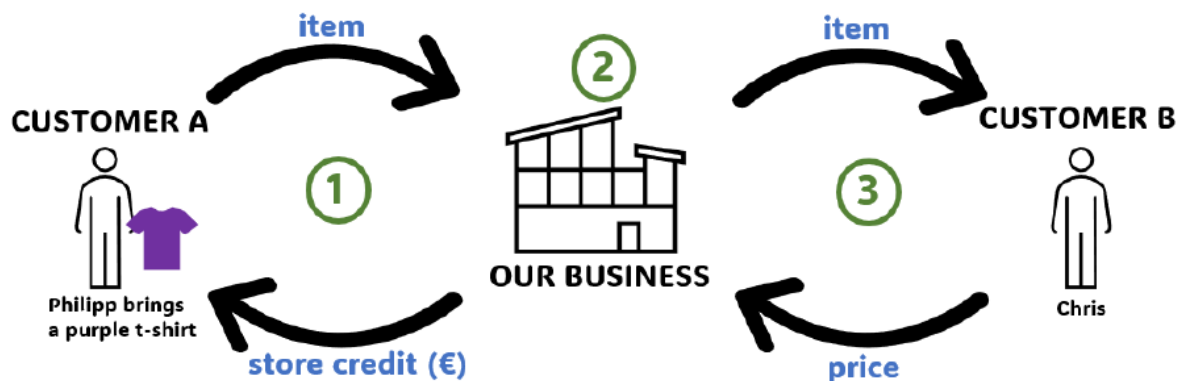 item
item
2
CUSTOMER A
CUSTOMER B
1
3
OUR BUSINESS
Philipp brings
a purple t-shirt
Chris
store credit (€)
price